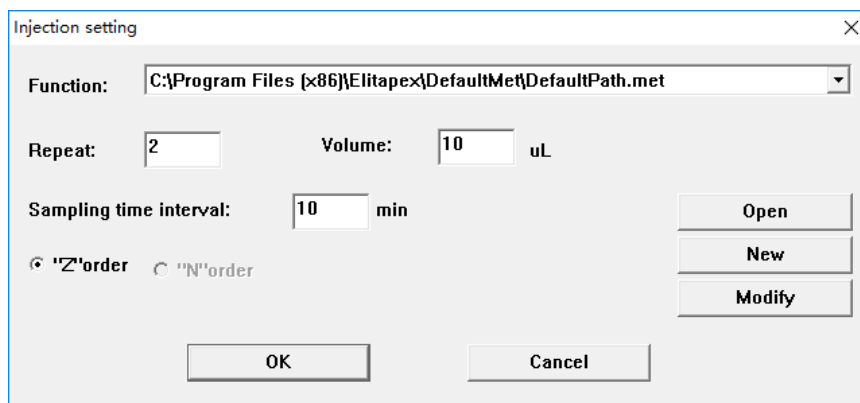 Injection setting
Function: C:\Program Files (x86)\Elitapex\DefaultMet\DefaultPath.met
Repeat: 2 Volume: 10 uL
Sampling time interval: 10 min
Open
"Z"order "N"order
New
Modify
OK Cancel